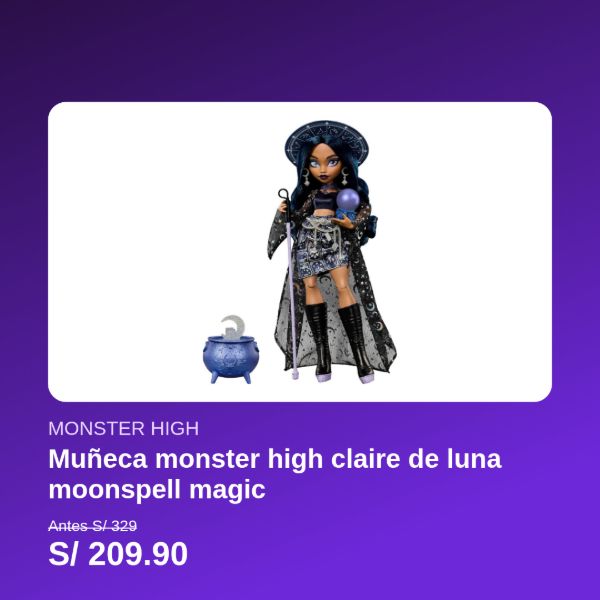 MONSTER HIGH
Muñeca monster high claire de luna
moonspell magic
Antes S/ 329
S/ 209.90